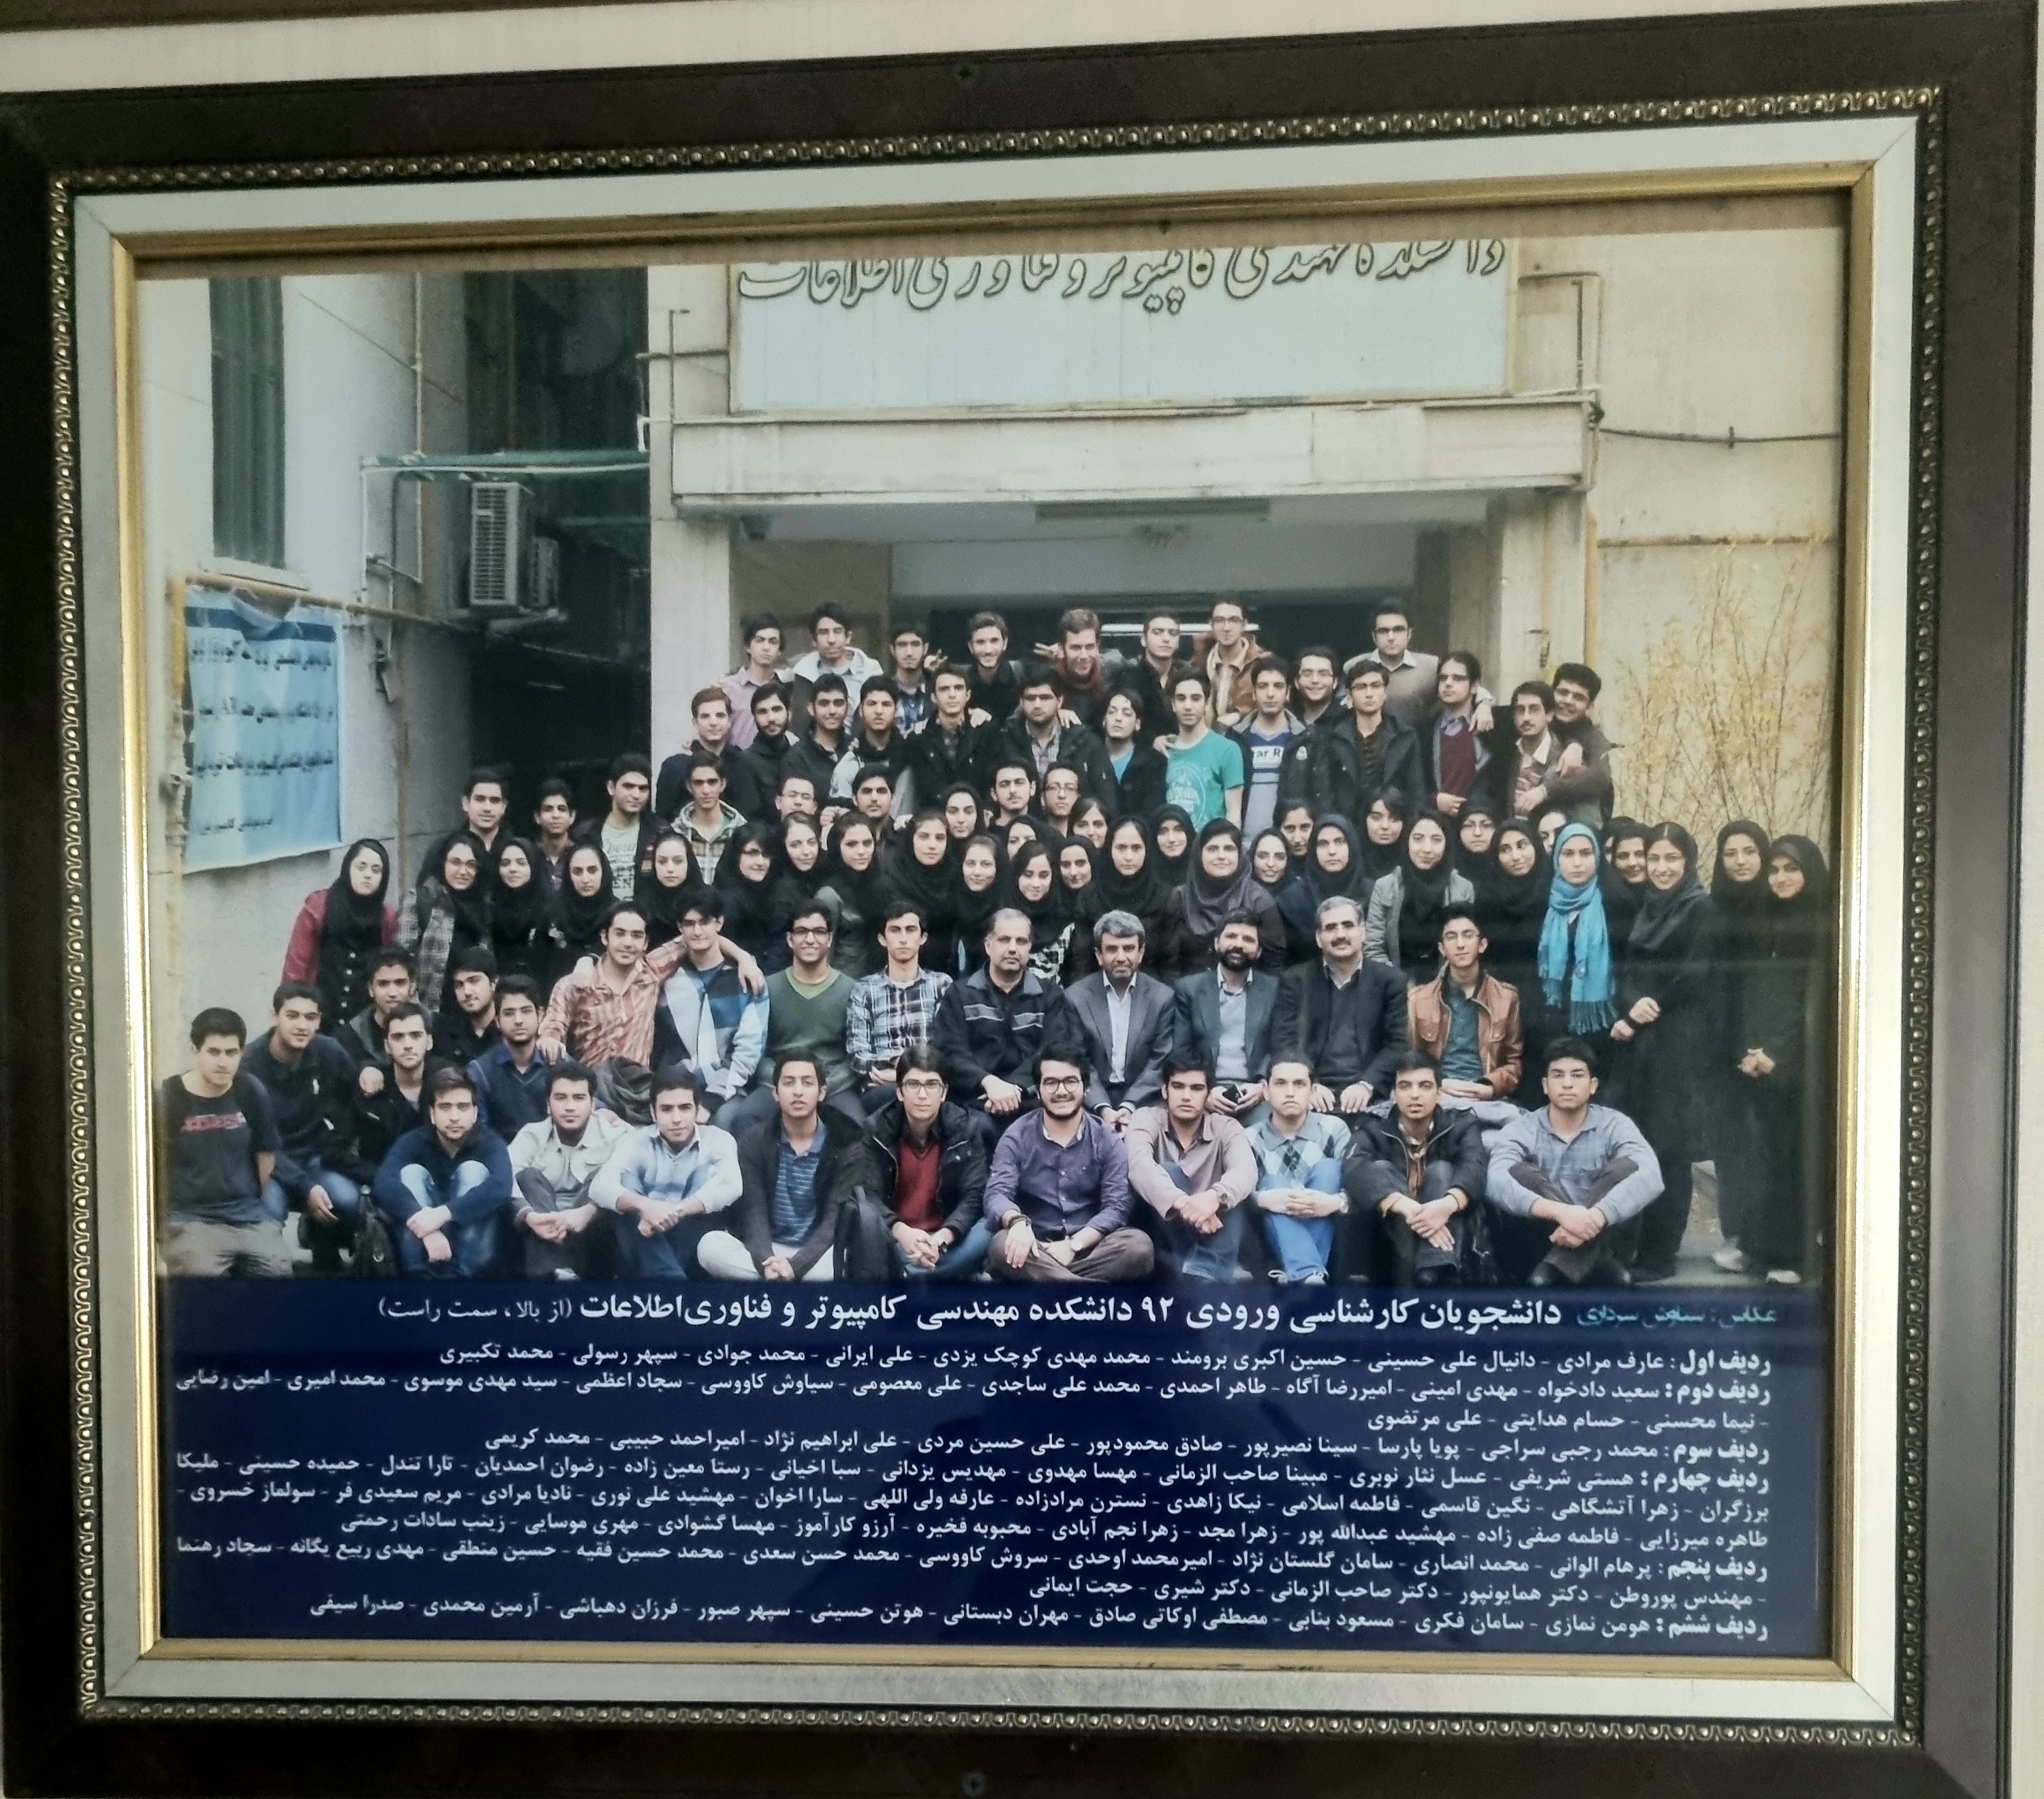 دانشکده مهندسی کامپیوتر و فناوری اطلاعات
عکاس : سیاوش سرداری دانشجویان کارشناسی ورودی ۹۲ دانشکده مهندسی کامپیوتر و فناوری اطلاعات (از بالا ، سمت راست)
ردیف اول : عارف مرادی - دانیال علی حسینی - حسین اکبری برومند - محمد مهدی کوچک یزدی - علی ایرانی - محمد جوادی - سپهر رسولی - محمد تکبیری
ردیف دوم : سعید دادخواه - مهدی امینی - امیررضا آگاه - طاهر احمدی - محمد علی ساجدی - علی معصومی - سیاوش کاووسی - سجاد اعظمی - سید مهدی موسوی - محمد امیری - امین رضایی
- نیما محسنی - حسام هدایتی - علی مرتضوی
ردیف سوم : محمد رجبی سراجی - پویا پارسا - سینا نصیرپور - صادق محمودپور - علی حسین مردی - علی ابراهیم نژاد - امیراحمد حبیبی - محمد کریمی
ردیف چهارم : هستی شریفی - عسل نثار نوبری - مبینا صاحب الزمانی - مهسا مهدوی - مهدیس یزدانی - سبا اخیانی - رستا معین زاده - رضوان احمدیان - تارا تندل - حمیده حسینی - ملیکا
برزگران - زهرا آتشگاهی - نگین قاسمی - فاطمه اسلامی - نیکا زاهدی - نسترن مرادزاده - عارفه ولی اللهی - سارا اخوان - مهشید علی نوری - نادیا مرادی - مریم سعیدی فر - سولماز خسروی -
طاهره میرزایی - فاطمه صفی زاده - مهشید عبدالله پور - زهرا مجد - زهرا نجم آبادی - محبوبه فخیره - آرزو کارآموز - مهسا گشوادی - مهری موسایی - زینب سادات رحمتی
ردیف پنجم : پرهام الوانی - محمد انصاری - سامان گلستان نژاد - امیرمحمد اوحدی - سروش کاووسی - محمد حسن سعدی - محمد حسین فقیه - حسین منطقی - مهدی ربیع یگانه - سجاد رهنما
- مهندس پوروطن - دکتر همایونپور - دکتر صاحب الزمانی - دکتر شیری - حجت ایمانی
ردیف ششم : هومن نمازی - سامان فکری - مسعود بنابی - مصطفی اوکاتی صادق - مهران دبستانی - هوتن حسینی - سپهر صبور - فرزان دهباشی - آرمین محمدی - صدرا سیفی